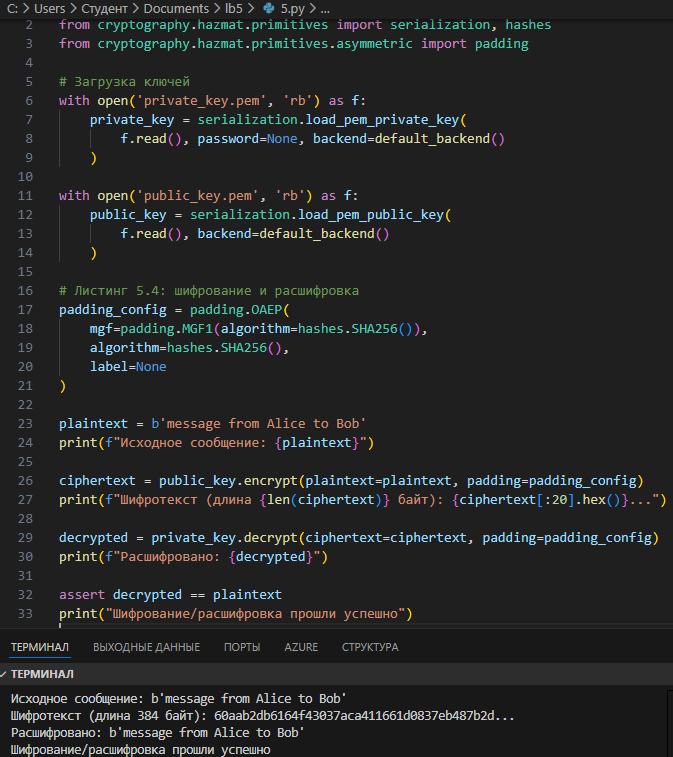 C: > Users > Студент > Documents > lb5 > 5.py > ...
2 from cryptography.hazmat.primitives import serialization, hashes
3 from cryptography.hazmat.primitives.asymmetric import padding
4
5 # Загрузка ключей
6 with open('private_key.pem', 'rb') as f:
7     private_key = serialization.load_pem_private_key(
8         f.read(), password=None, backend=default_backend()
9     )
10
11 with open('public_key.pem', 'rb') as f:
12     public_key = serialization.load_pem_public_key(
13         f.read(), backend=default_backend()
14     )
15
16 # Листинг 5.4: шифрование и расшифровка
17 padding_config = padding.OAEP(
18     mgf=padding.MGF1(algorithm=hashes.SHA256()),
19     algorithm=hashes.SHA256(),
20     label=None
21 )
22
23 plaintext = b'message from Alice to Bob'
24 print(f"Исходное сообщение: {plaintext}")
25
26 ciphertext = public_key.encrypt(plaintext=plaintext, padding=padding_config)
27 print(f"Шифротекст (длина {len(ciphertext)} байт): {ciphertext[:20].hex()}...")
28
29 decrypted = private_key.decrypt(ciphertext=ciphertext, padding=padding_config)
30 print(f"Расшифровано: {decrypted}")
31
32 assert decrypted == plaintext
33 print("Шифрование/расшифровка прошли успешно")
ТЕРМИНАЛ ВЫХОДНЫЕ ДАННЫЕ ПОРТЫ AZURE СТРУКТУРА
ТЕРМИНАЛ
Исходное сообщение: b'message from Alice to Bob'
Шифротекст (длина 384 байт): 60aab2db6164f43037aca411661d0837eb487b2d...
Расшифровано: b'message from Alice to Bob'
Шифрование/расшифровка прошли успешно